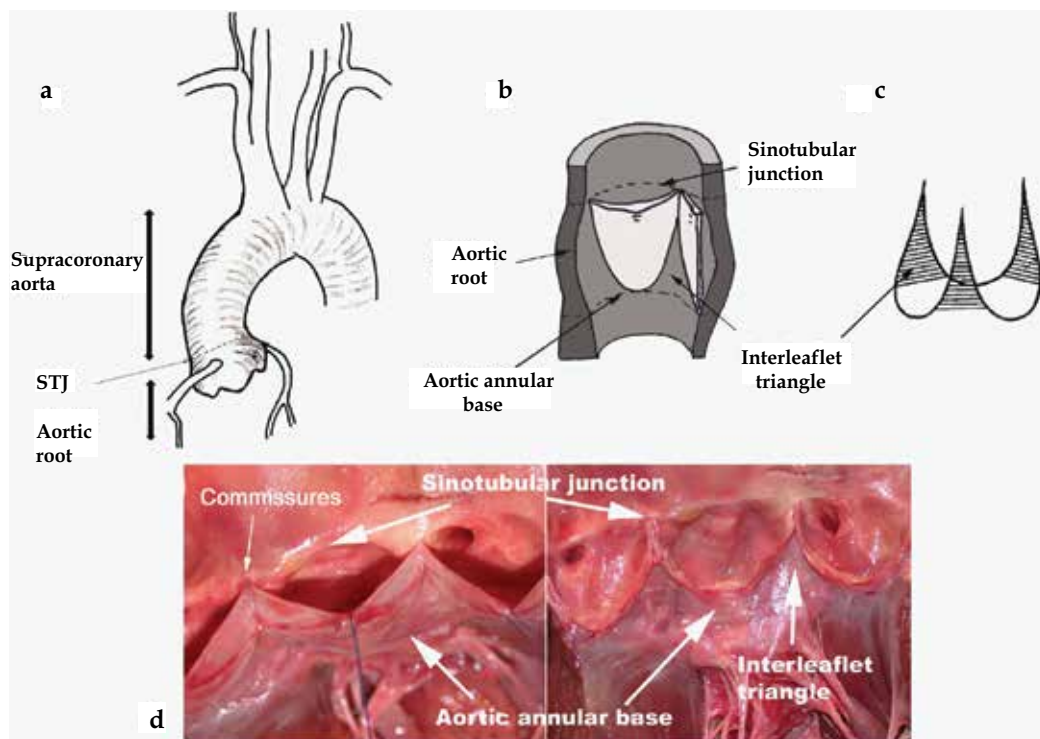 a
b
c
Supracoronary
aorta
STJ
Aortic
root
Sinotubular
junction
Aortic
root
Aortic annular
base
Interleaflet
triangle
Commissures
Sinotubular junction
Aortic annular base
Interleaflet
triangle
d